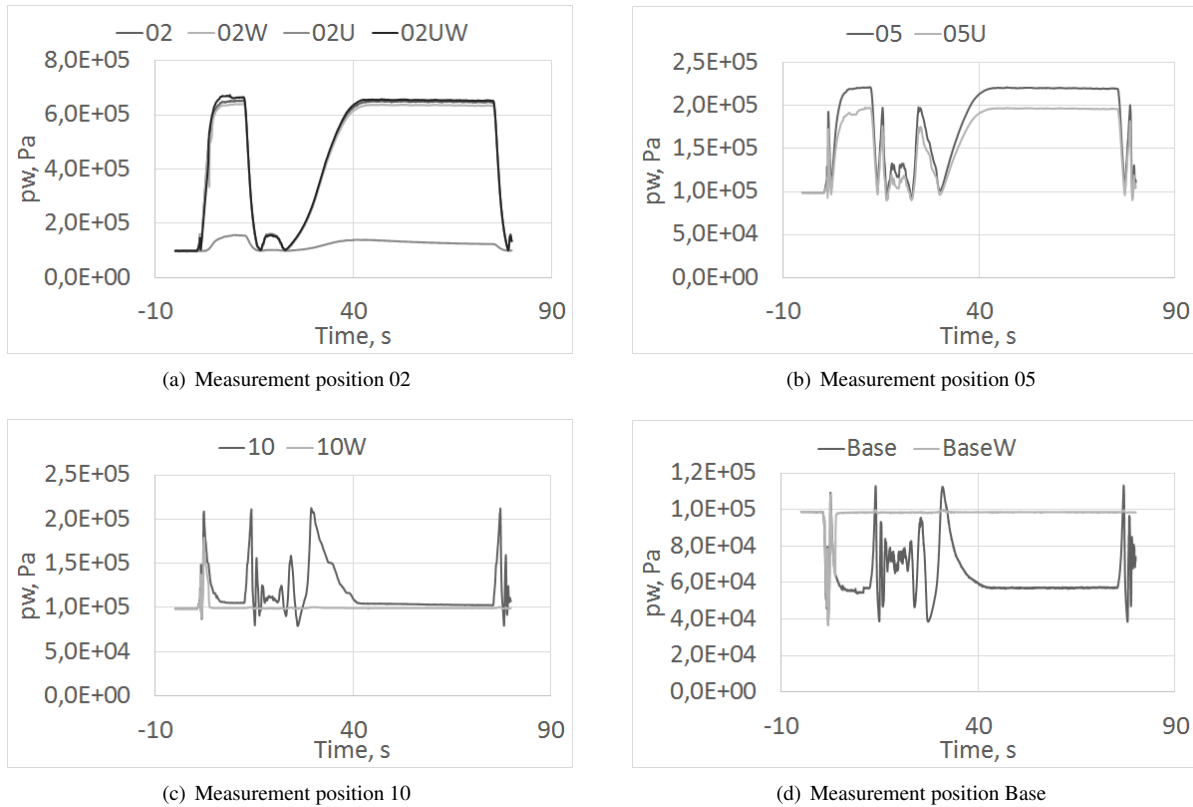 02 02W 02U 02UW
8,0E+05
6,0E+05
4,0E+05
2,0E+05
0,0E+00
pw, Pa
-10 40 90
Time, s
(a) Measurement position 02
05 05U
2,5E+05
2,0E+05
1,5E+05
1,0E+05
5,0E+04
0,0E+00
pw, Pa
-10 40 90
Time, s
(b) Measurement position 05
10 10W
2,5E+05
2,0E+05
1,5E+05
1,0E+05
5,0E+04
0,0E+00
pw, Pa
-10 40 90
Time, s
(c) Measurement position 10
Base BaseW
1,2E+05
1,0E+05
8,0E+04
6,0E+04
4,0E+04
2,0E+04
0,0E+00
pw, Pa
-10 40 90
Time, s
(d) Measurement position Base